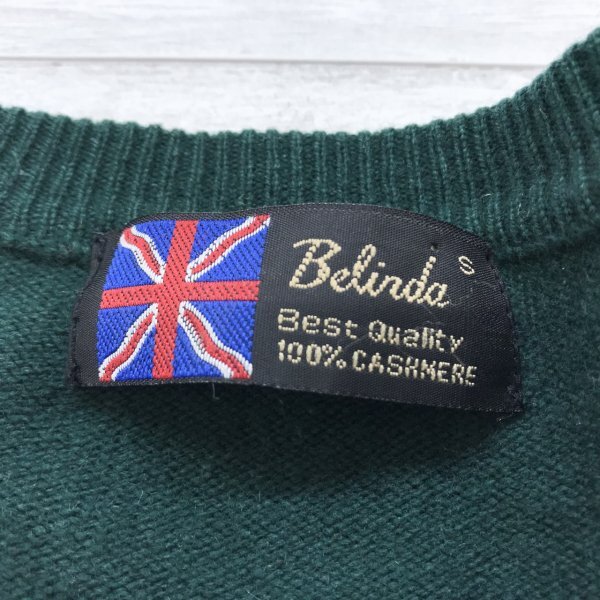 Belinda
S
Best Quality
100% CASHMERE